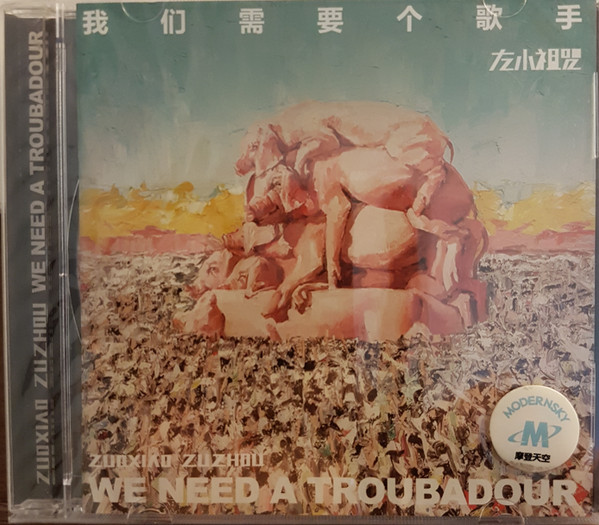 我们需要个歌手
左小祖咒
ZUOXIAO ZUZHOU WE NEED A TROUBADOUR
MODERNSKY
M
摩登天空
ZUOXIAO ZUZHOU
WE NEED A TROUBADOUR